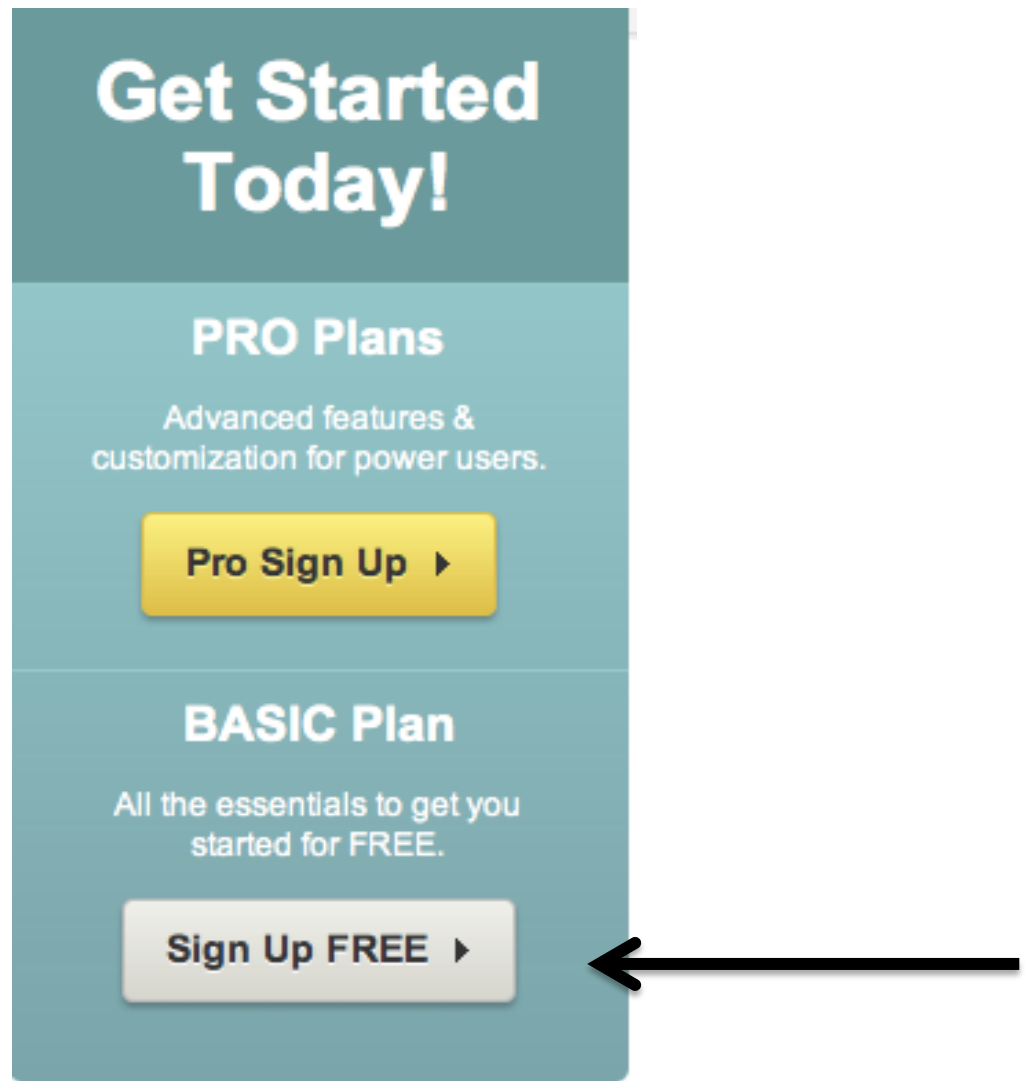 Get Started
Today!
PRO Plans
Advanced features &
customization for power users.
Pro Sign Up
BASIC Plan
All the essentials to get you
started for FREE.
Sign Up FREE